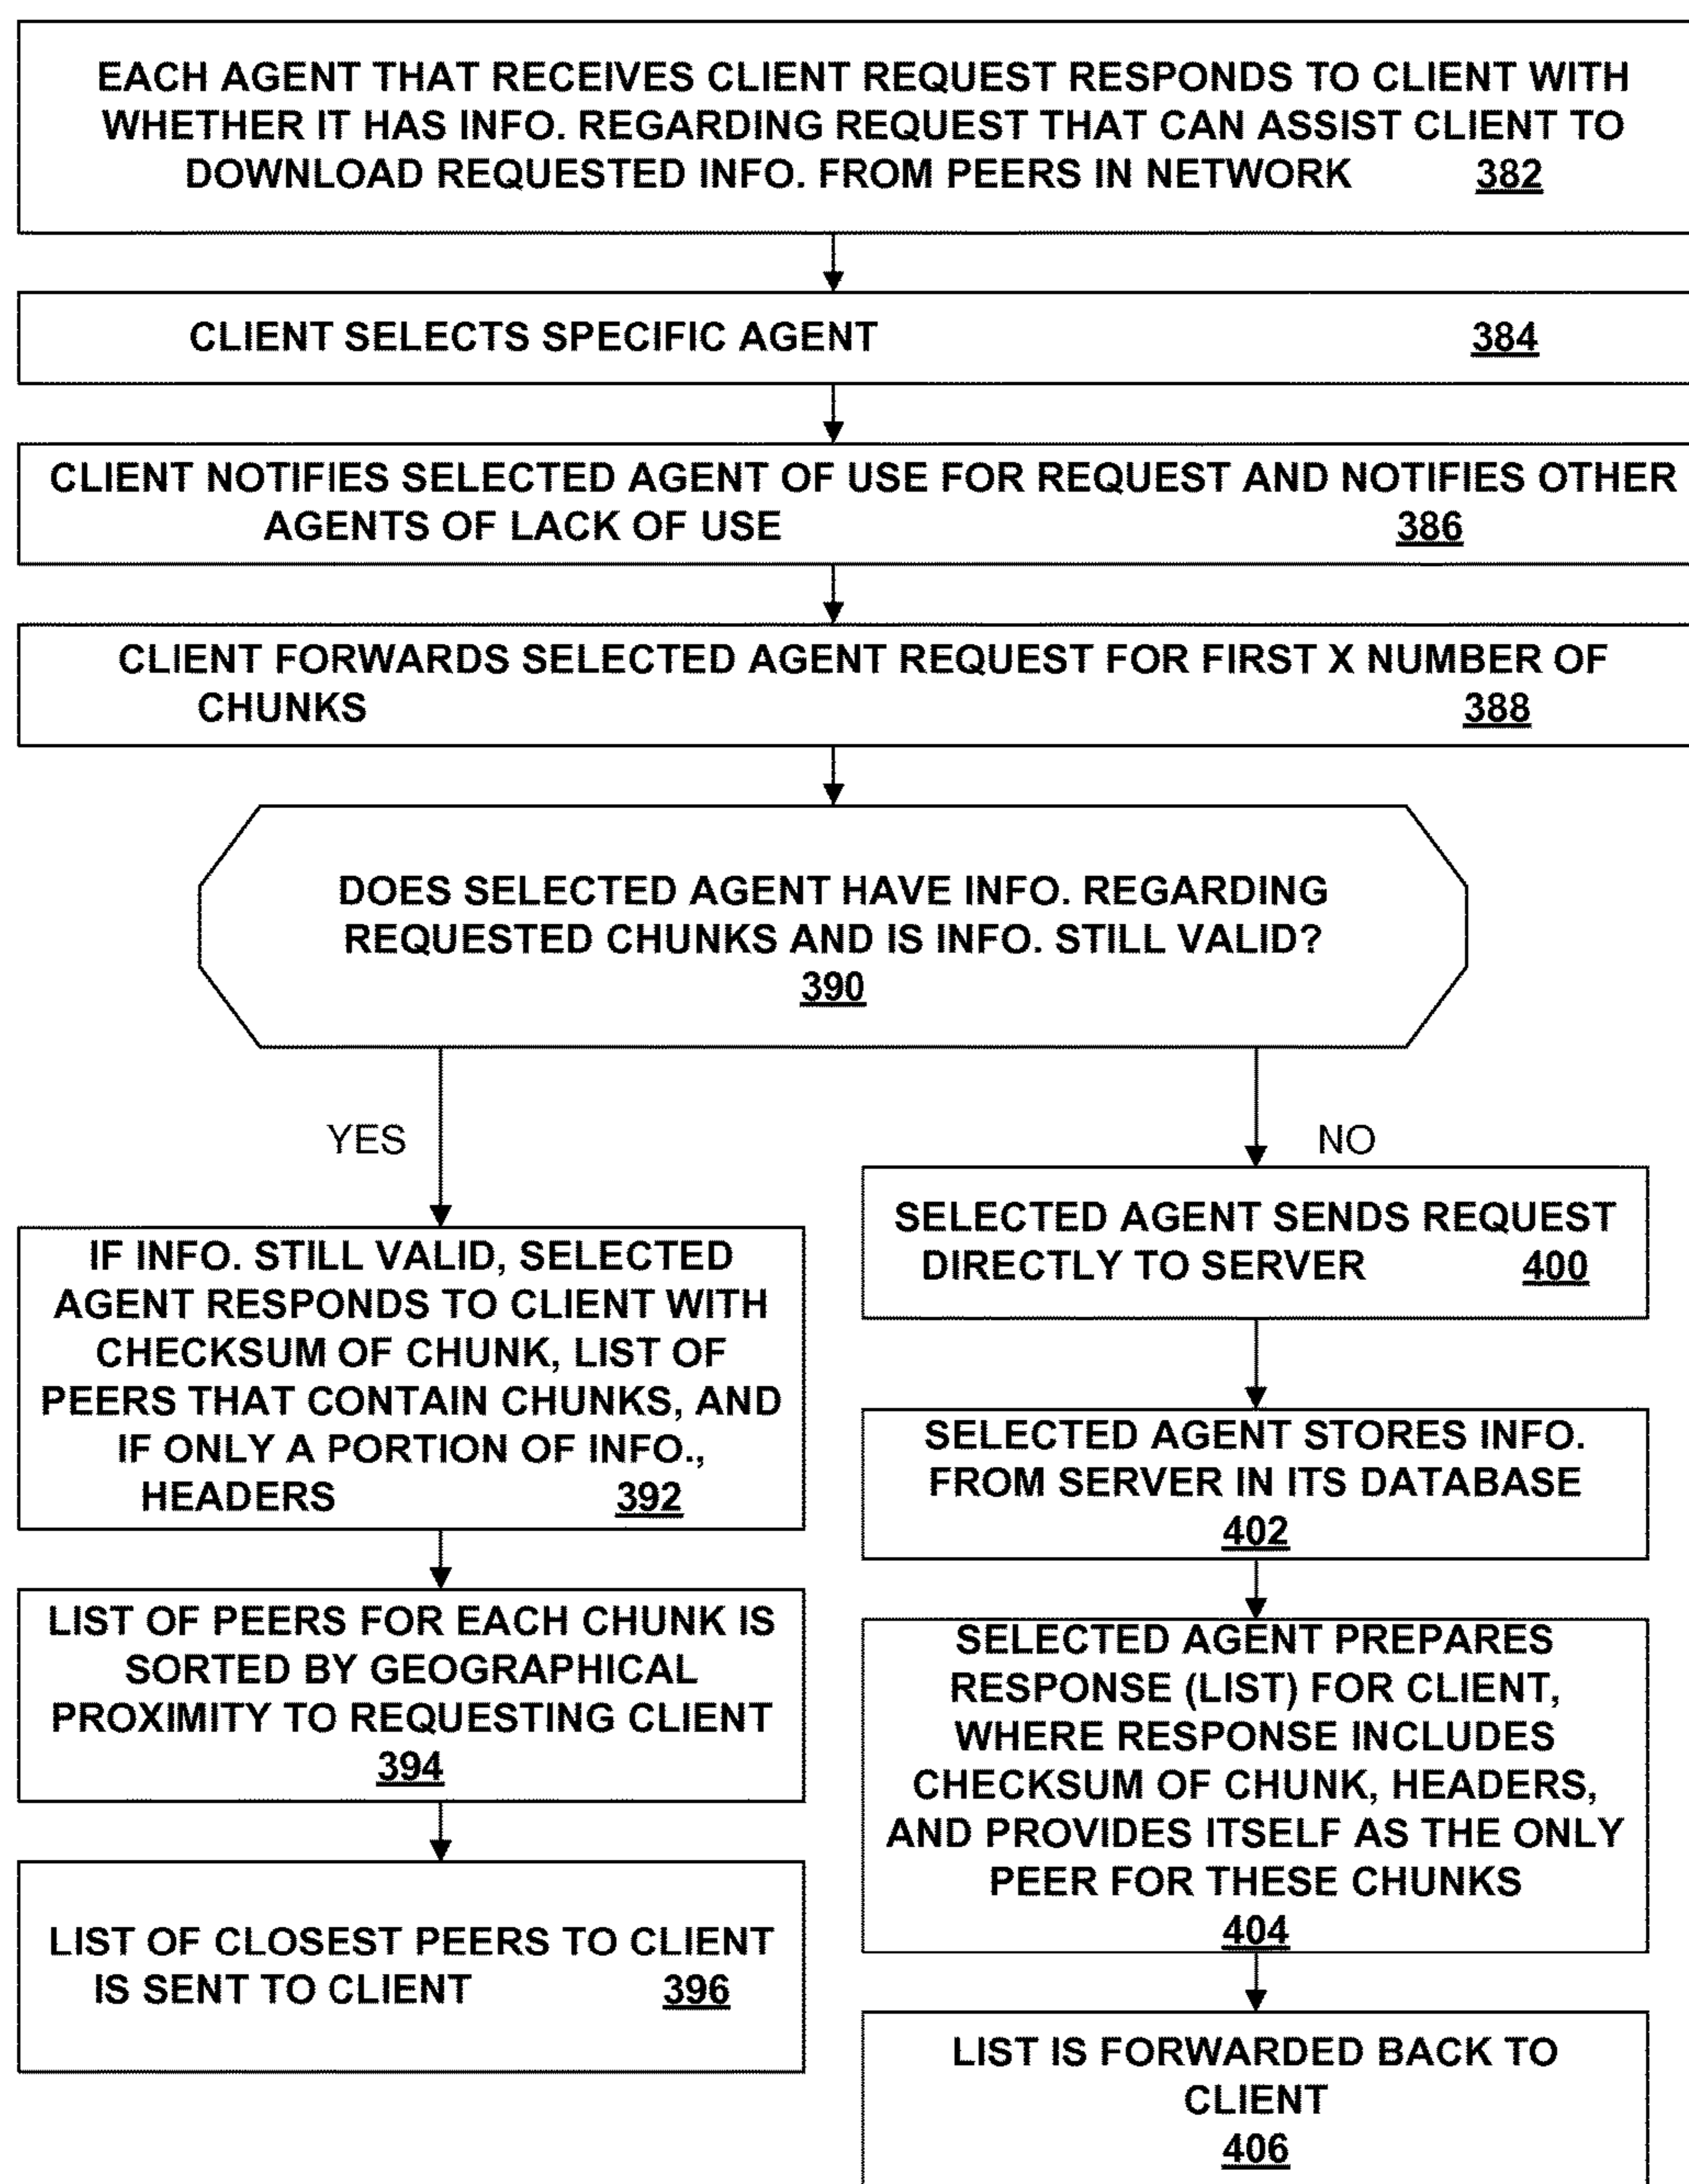 EACH AGENT THAT RECEIVES CLIENT REQUEST RESPONDS TO CLIENT WITH
WHETHER IT HAS INFO. REGARDING REQUEST THAT CAN ASSIST CLIENT TO
DOWNLOAD REQUESTED INFO. FROM PEERS IN NETWORK 382
CLIENT SELECTS SPECIFIC AGENT 384
CLIENT NOTIFIES SELECTED AGENT OF USE FOR REQUEST AND NOTIFIES OTHER
AGENTS OF LACK OF USE 386
CLIENT FORWARDS SELECTED AGENT REQUEST FOR FIRST X NUMBER OF
CHUNKS 388
DOES SELECTED AGENT HAVE INFO. REGARDING
REQUESTED CHUNKS AND IS INFO. STILL VALID?
390
YES
IF INFO. STILL VALID, SELECTED
AGENT RESPONDS TO CLIENT WITH
CHECKSUM OF CHUNK, LIST OF
PEERS THAT CONTAIN CHUNKS, AND
IF ONLY A PORTION OF INFO.,
HEADERS 392
LIST OF PEERS FOR EACH CHUNK IS
SORTED BY GEOGRAPHICAL
PROXIMITY TO REQUESTING CLIENT
394
LIST OF CLOSEST PEERS TO CLIENT
IS SENT TO CLIENT 396
NO
SELECTED AGENT SENDS REQUEST
DIRECTLY TO SERVER 400
SELECTED AGENT STORES INFO.
FROM SERVER IN ITS DATABASE
402
SELECTED AGENT PREPARES
RESPONSE (LIST) FOR CLIENT,
WHERE RESPONSE INCLUDES
CHECKSUM OF CHUNK, HEADERS,
AND PROVIDES ITSELF AS THE ONLY
PEER FOR THESE CHUNKS
404
LIST IS FORWARDED BACK TO
CLIENT
406